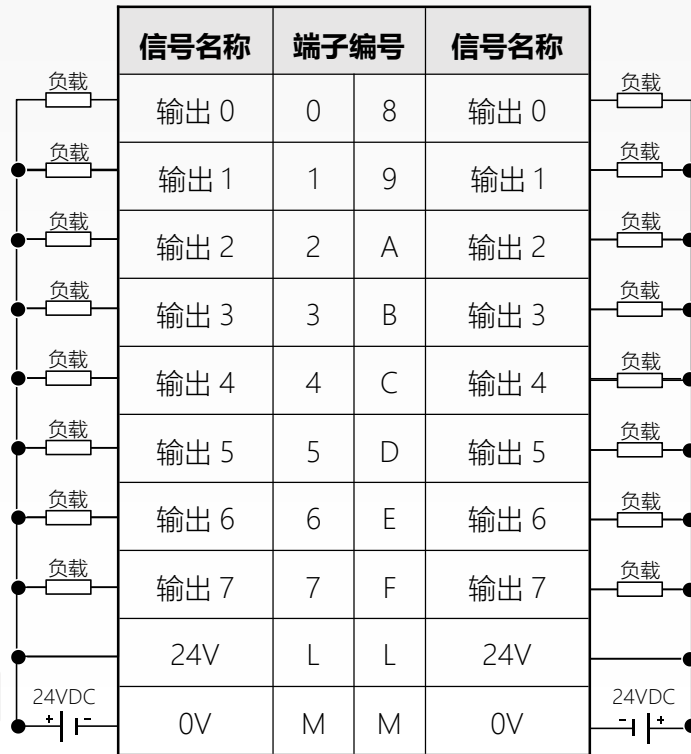 信号名称 端子编号 信号名称
负载 输出 0 0 8 输出 0 负载
负载 输出 1 1 9 输出 1 负载
负载 输出 2 2 A 输出 2 负载
负载 输出 3 3 B 输出 3 负载
负载 输出 4 4 C 输出 4 负载
负载 输出 5 5 D 输出 5 负载
负载 输出 6 6 E 输出 6 负载
负载 输出 7 7 F 输出 7 负载
24V L L 24V
24VDC + - 0V M M 0V 24VDC - +